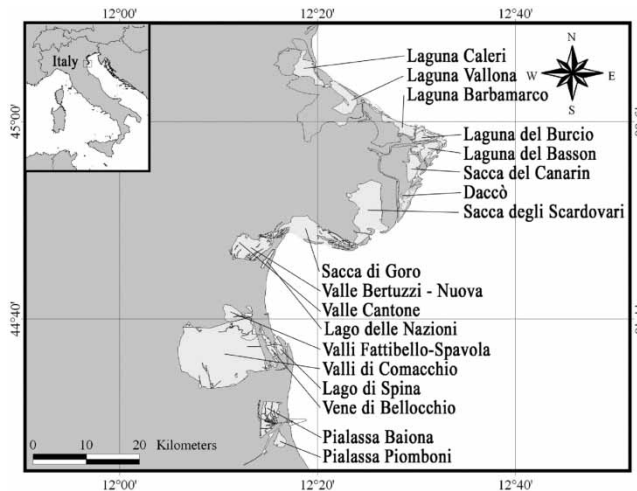 12°00'
12°20'
12°40'
Italy
N
W
E
S
45°00'
Laguna Caleri
Laguna Vallona
Laguna Barbamarco
Laguna del Burcio
Laguna del Basson
Sacca del Canarin
Daccò
Sacca degli Scardovari
Sacca di Goro
Valle Bertuzzi - Nuova
Valle Cantone
44°40'
Lago delle Nazioni
Valli Fattibello-Spavola
Valli di Comacchio
Lago di Spina
Vene di Bellocchio
Pialassa Baiona
Pialassa Piomboni
0 10 20 Kilometers
12°00'
12°20'
12°40'